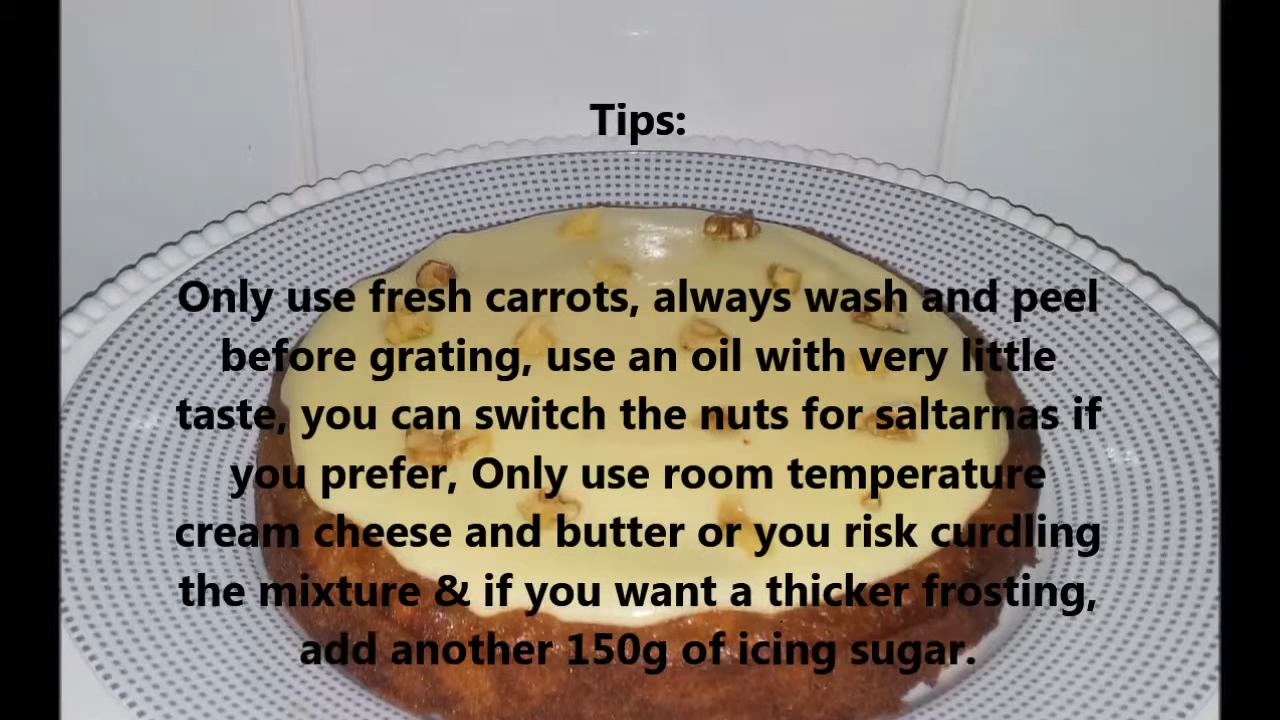 Tips:
Only use fresh carrots, always wash and peel
before grating, use an oil with very little
taste, you can switch the nuts for saltarnas if
you prefer, Only use room temperature
cream cheese and butter or you risk curdling
the mixture & if you want a thicker frosting,
add another 150g of icing sugar.